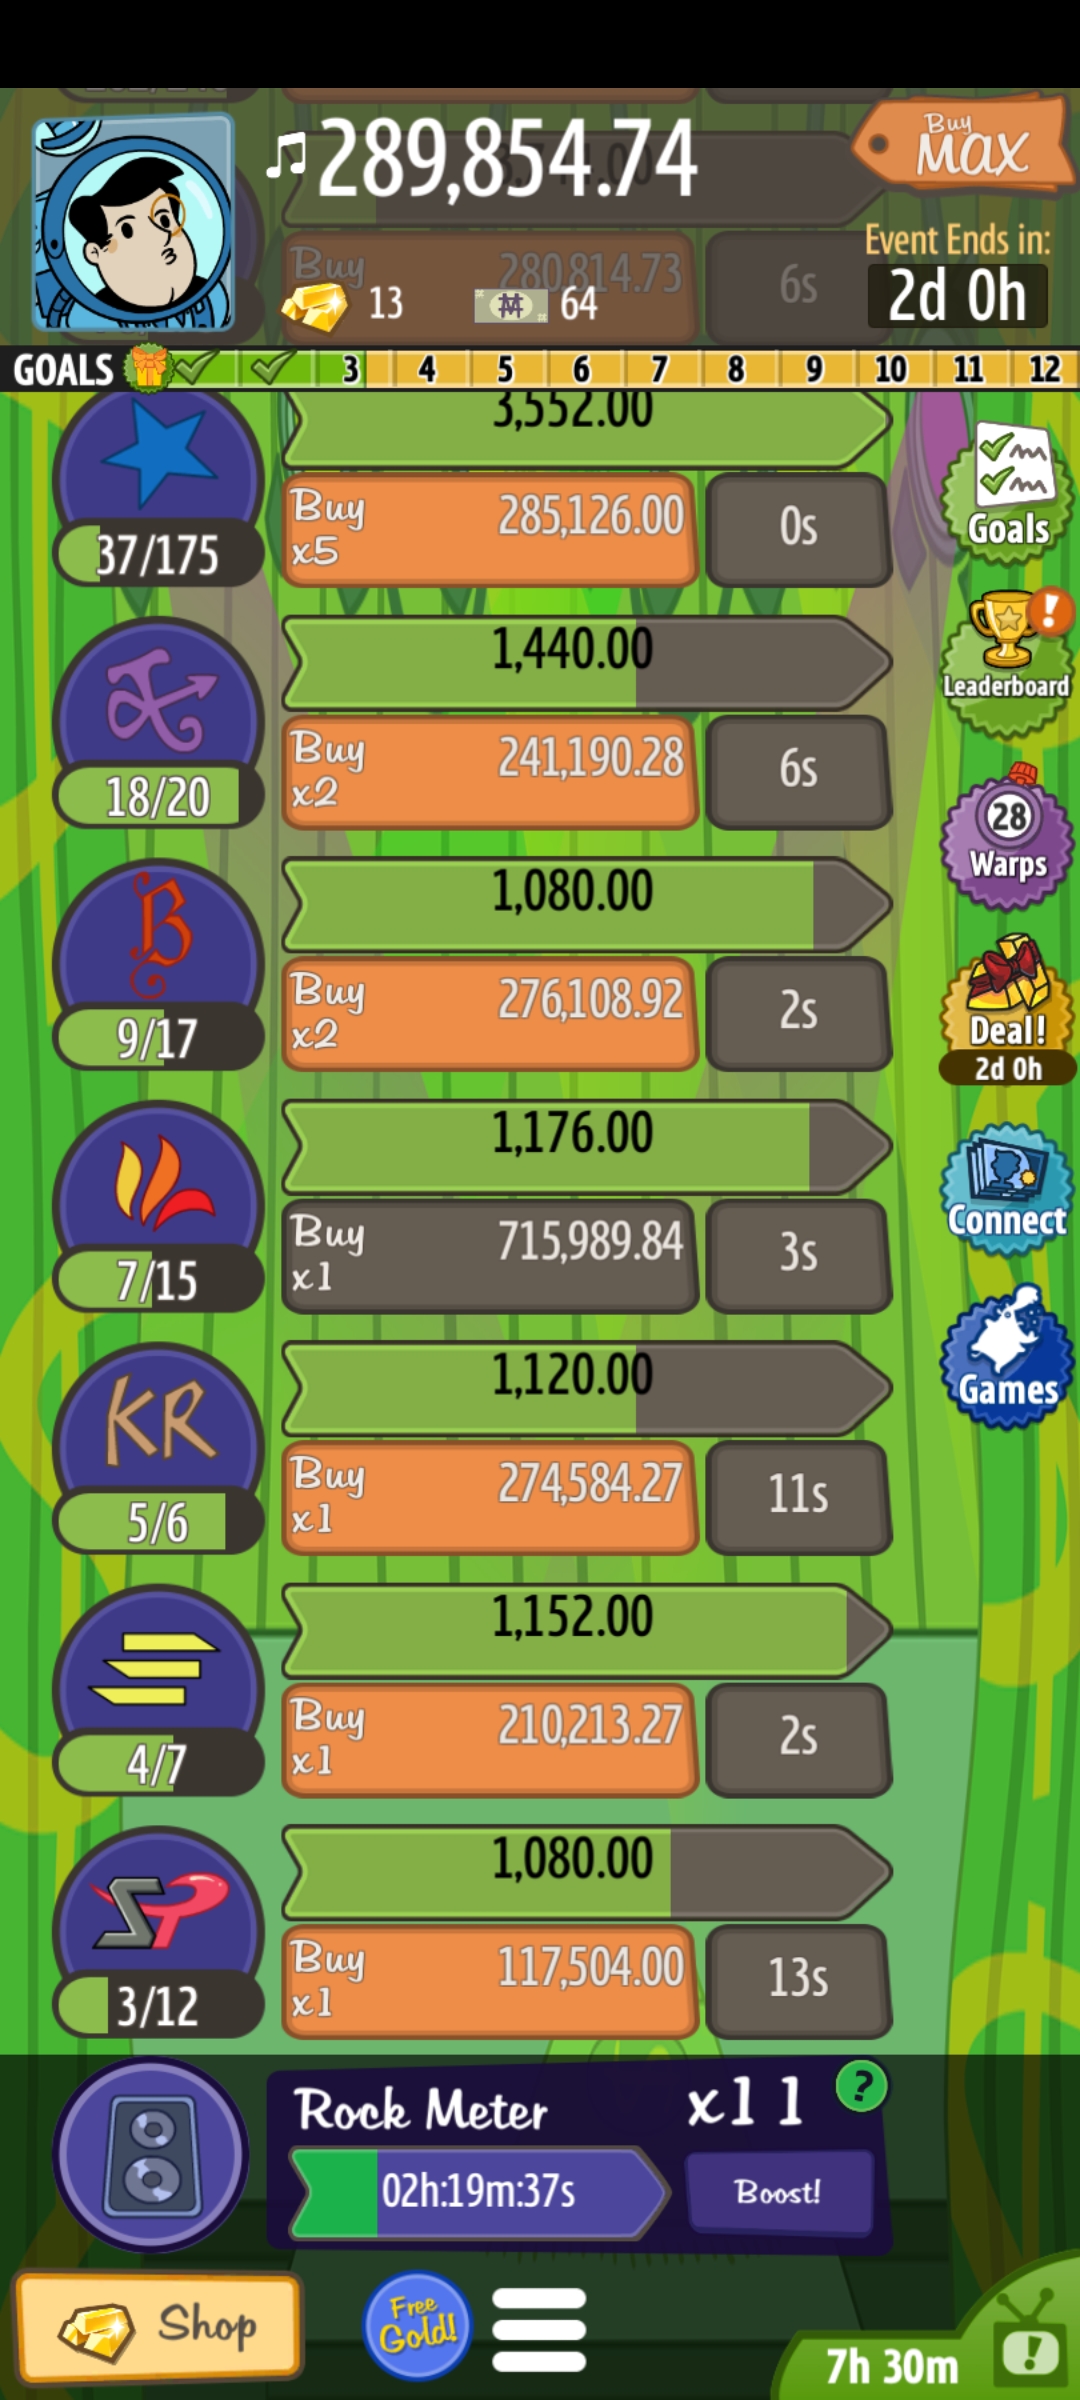 289,854.74
Buy
MAX
Buy
280,814.73
6s
13
64
Event Ends in:
2d 0h
GOALS
3 4 5 6 7 8 9 10 11 12
3,552.00
37/175
Buy
x5
285,126.00
0s
Goals
1,440.00
18/20
Buy
x2
241,190.28
6s
Leaderboard
1,080.00
B
9/17
Buy
x2
276,108.92
2s
28
Warps
Deal!
2d 0h
1,176.00
7/15
Buy
x1
715,989.84
3s
Connect
1,120.00
KR
5/6
Buy
x1
274,584.27
11s
Games
1,152.00
4/7
Buy
x1
210,213.27
2s
1,080.00
SP
3/12
Buy
x1
117,504.00
13s
Rock Meter
x11
?
02h:19m:37s
Boost!
Shop
Free
Gold!
7h 30m